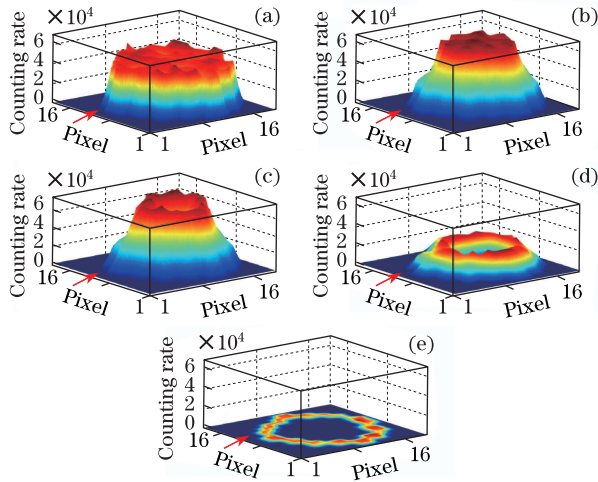 (a)
×10⁴
Counting rate
6
4
2
0
16
Pixel
1
1
Pixel
16
(b)
×10⁴
Counting rate
6
4
2
0
16
Pixel
1
1
Pixel
16
(c)
×10⁴
Counting rate
6
4
2
0
16
Pixel
1
1
Pixel
16
(d)
×10⁴
Counting rate
6
4
2
0
16
Pixel
1
1
Pixel
16
(e)
×10⁴
Counting rate
6
4
2
0
16
Pixel
1
1
Pixel
16